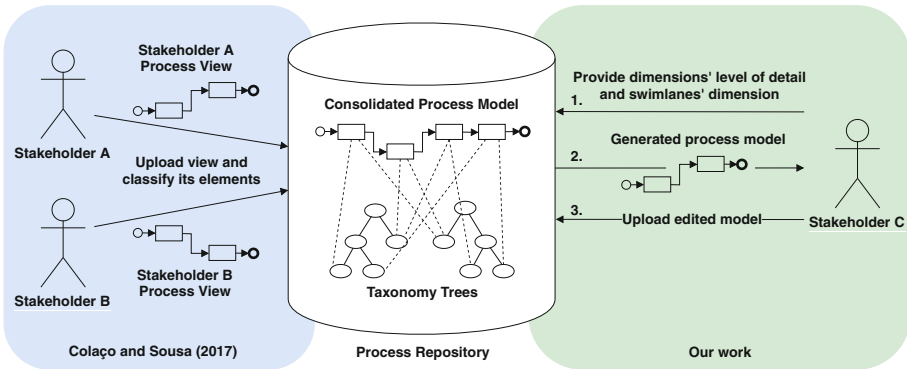 Stakeholder A
Process View
Stakeholder A
Upload view and
classify its elements
Stakeholder B
Process View
Stakeholder B
Colaço and Sousa (2017)
Consolidated Process Model
Taxonomy Trees
Process Repository
Provide dimensions' level of detail
1. and swimlanes' dimension
Generated process model
2.
3. Upload edited model
Stakeholder C
Our work